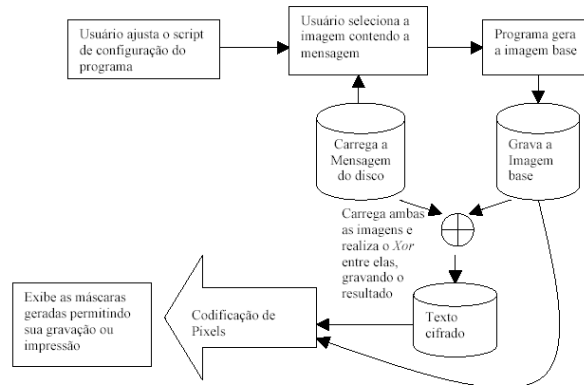 Usuário ajusta o script
de configuração do
programa
Usuário seleciona a
imagem contendo a
mensagem
Programa gera
a imagem base
Carrega a
Mensagem
do disco
Grava a
Imagem
base
Carrega ambas
as imagens e
realiza o Xor
entre elas,
gravando o
resultado
Texto
cifrado
Codificação de
Pixels
Exibe as máscaras
geradas permitindo
sua gravação ou
impressão